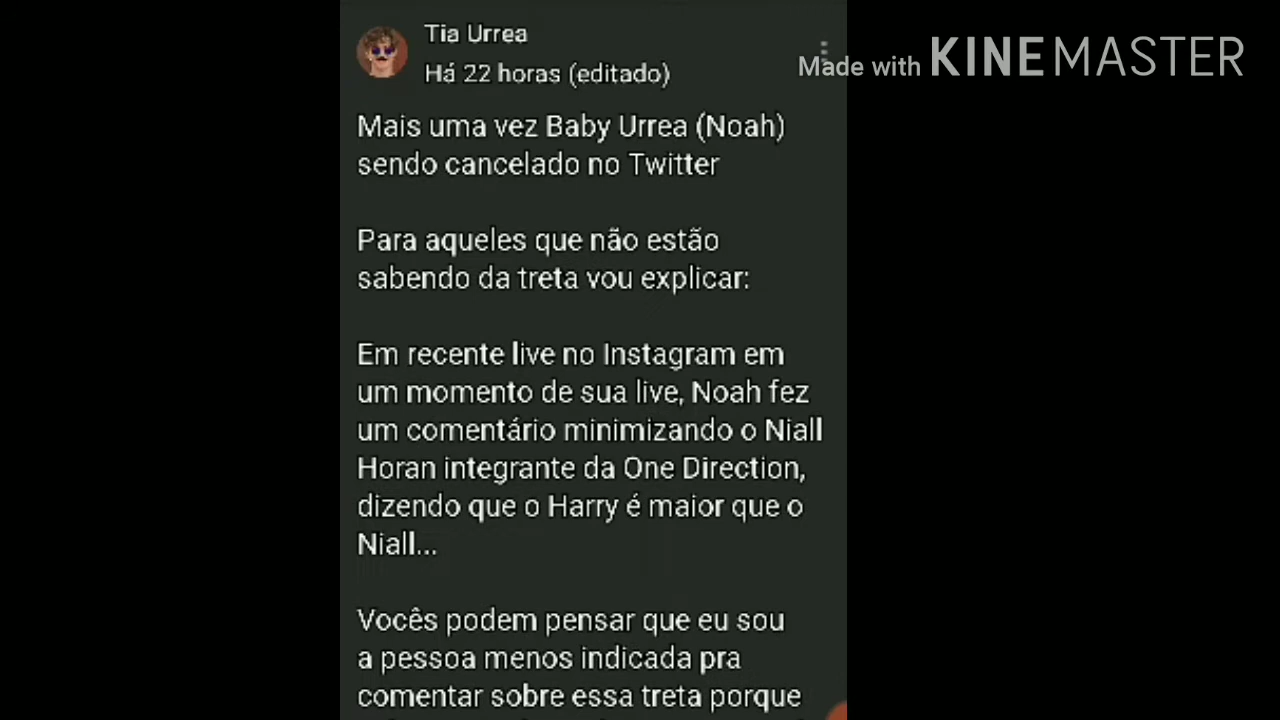 Tia Urrea
Há 22 horas (editado)
Made with KINEMASTER
Mais uma vez Baby Urrea (Noah)
sendo cancelado no Twitter
Para aqueles que não estão
sabendo da treta vou explicar:
Em recente live no Instagram em
um momento de sua live, Noah fez
um comentário minimizando o Niall
Horan integrante da One Direction,
dizendo que o Harry é maior que o
Niall...
Vocês podem pensar que eu sou
a pessoa menos indicada pra
comentar sobre essa treta porque